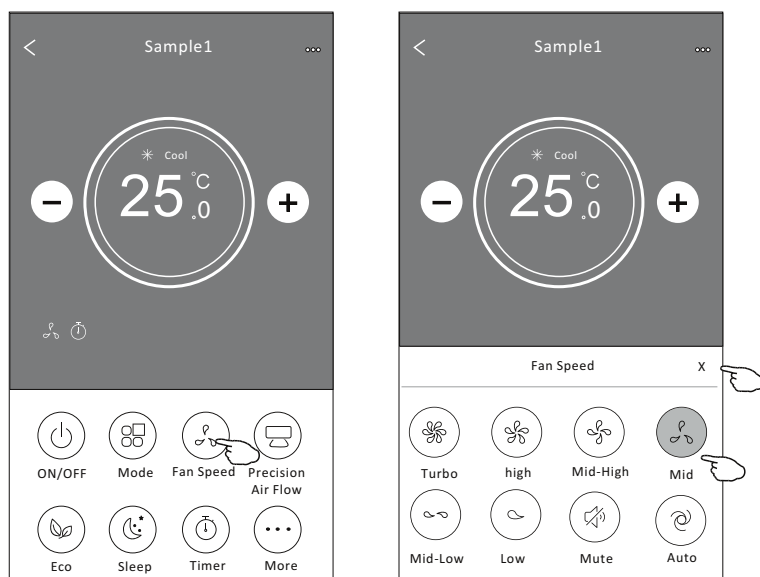 Sample1
Cool
25.0 °C
ON/OFF Mode Fan Speed Precision
Air Flow
Eco Sleep Timer More
Sample1
Cool
25.0 °C
Fan Speed X
Turbo high Mid-High Mid
Mid-Low Low Mute Auto